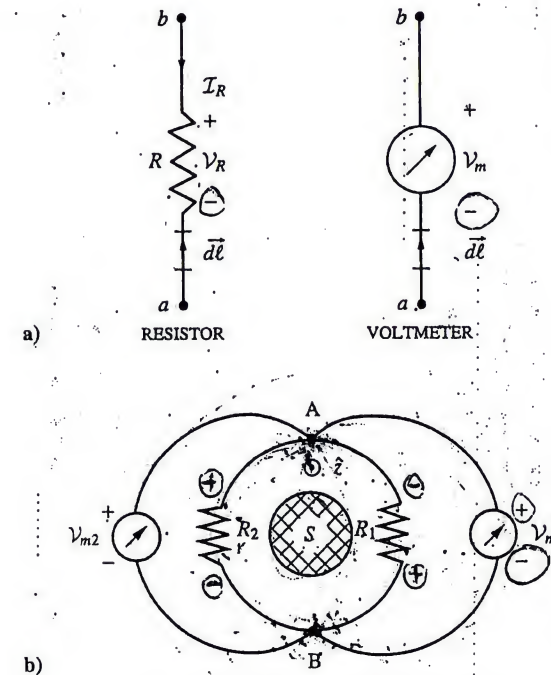 b
b
I_R
+
+
R
V_R
V_m
-
-
dℓ
dℓ
a
a
a)
RESISTOR
VOLTMETER
A
ẑ
+
+
-
+
V_m2
R_2
S
R_1
V_m
-
-
+
-
B
b)